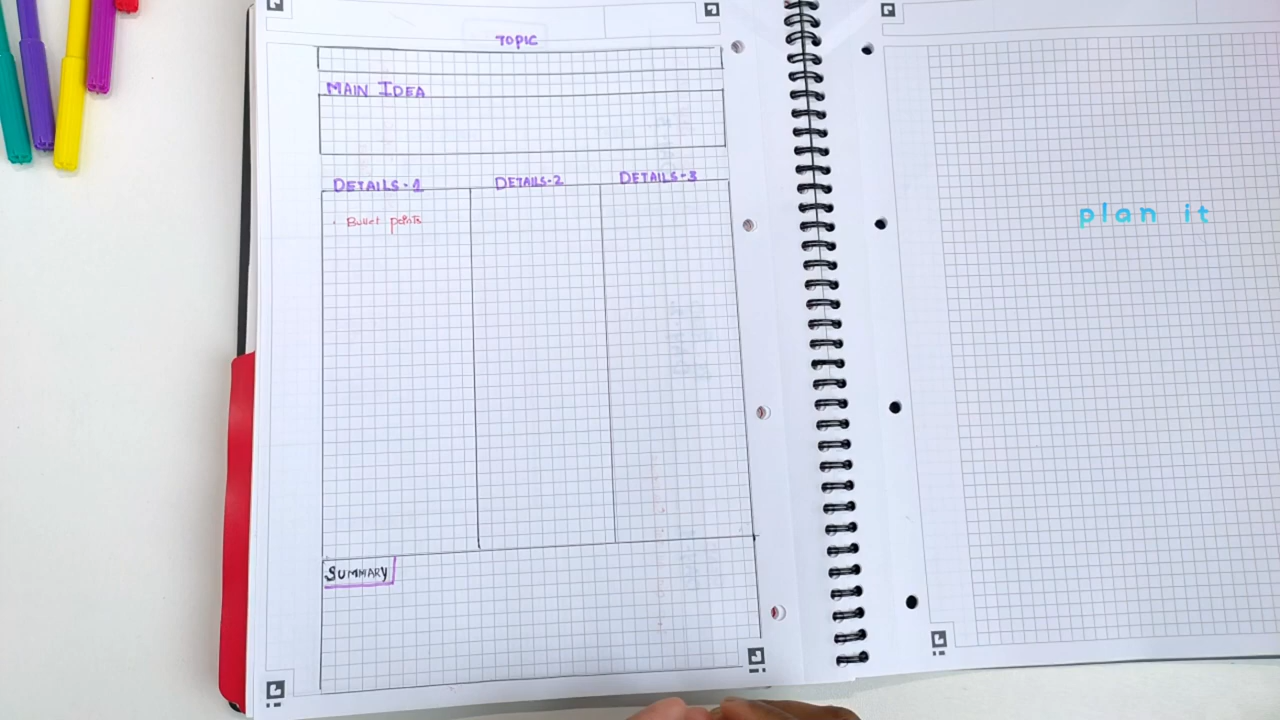 TOPIC
MAIN IDEA
DETAILS-1 DETAILS-2 DETAILS-3
· Bullet points
SUMMARY
plan it